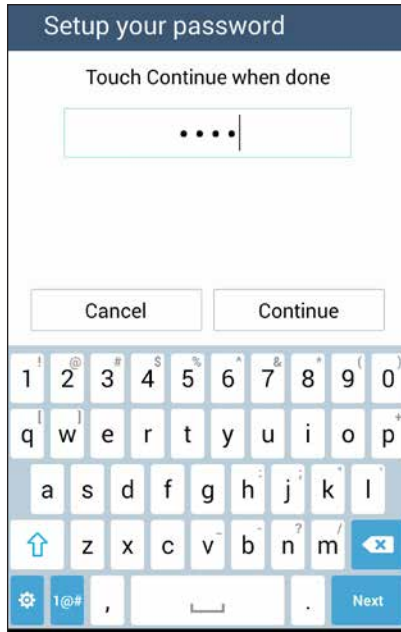 Setup your password
Touch Continue when done
••••
Cancel Continue
! @ # $ % ^ & * ( )
1 2 3 4 5 6 7 8 9 0
[ ] +
q w e r t y u i o p
: ; "
a s d f g h j k l
- ? /
z x c v b n m
1@# , . Next